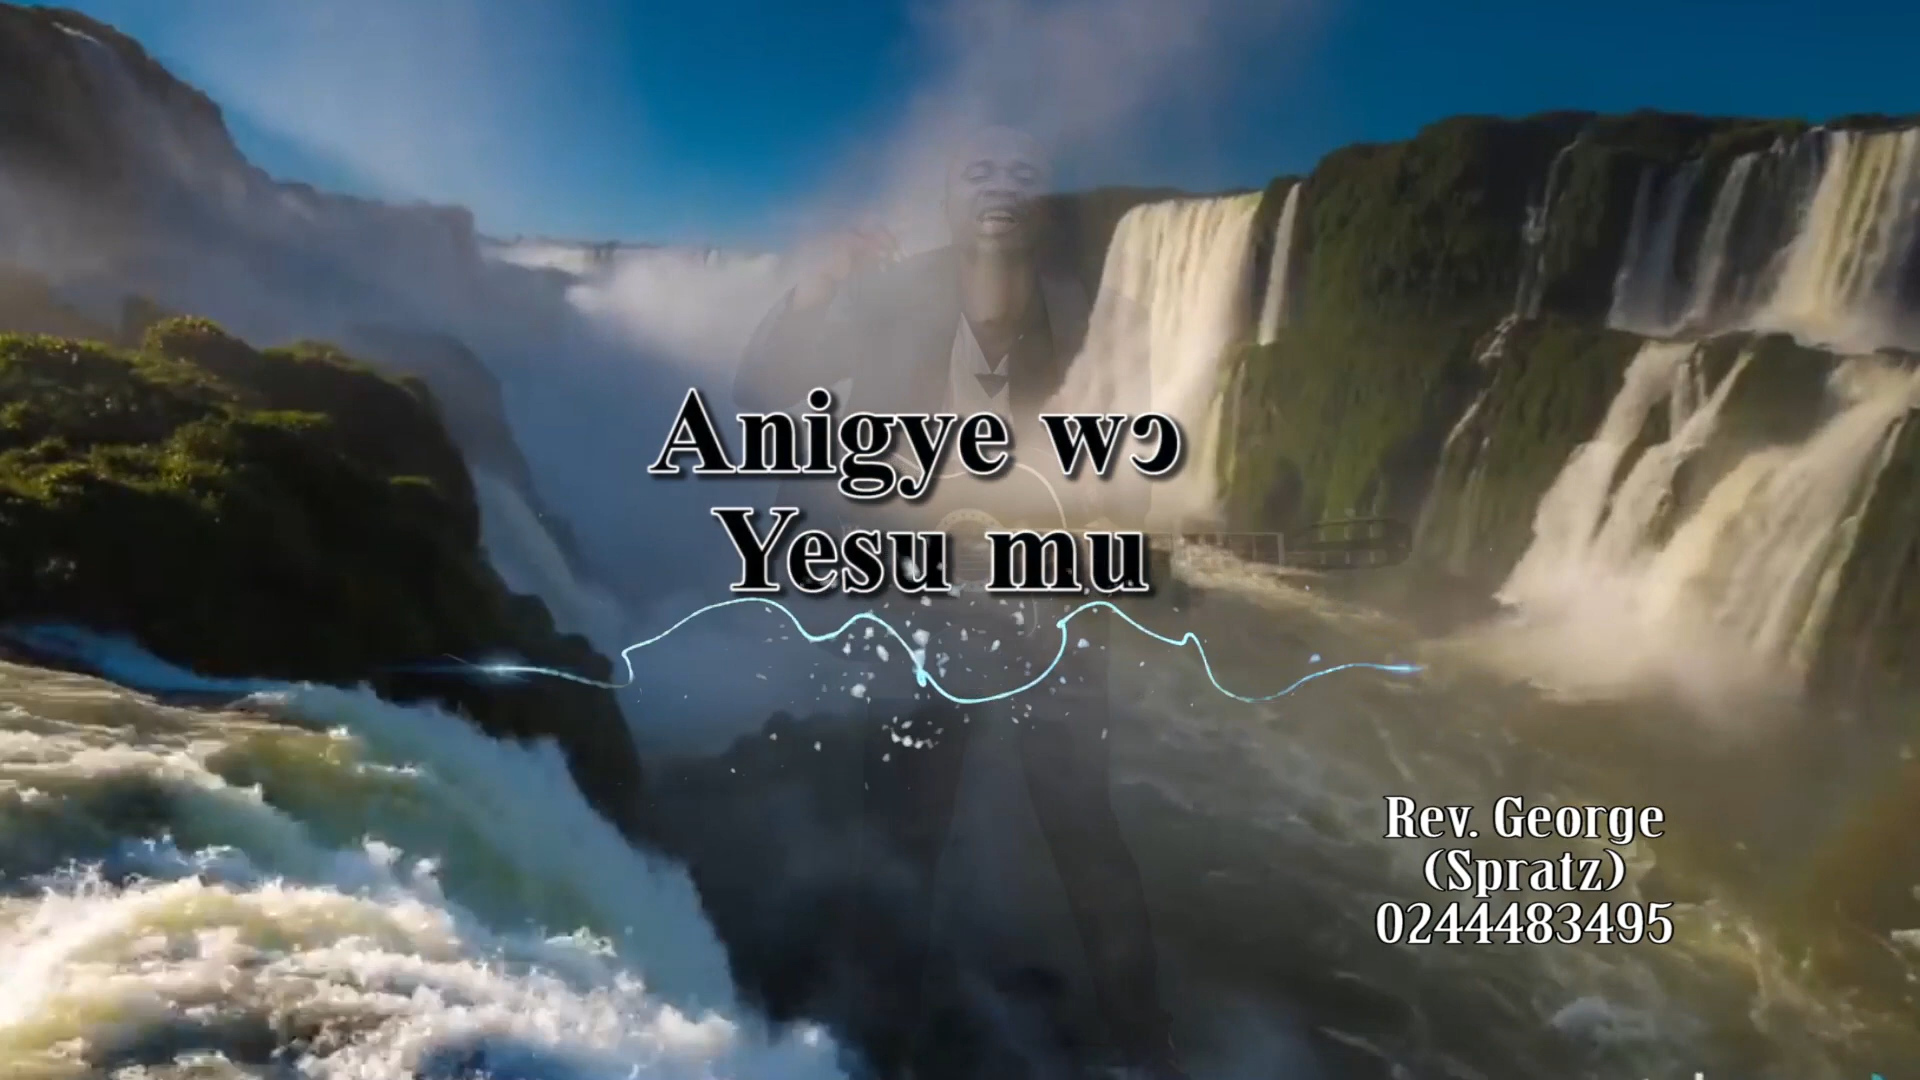 Anigye wɔ
Yesu mu
Rev. George
(Spratz)
0244483495